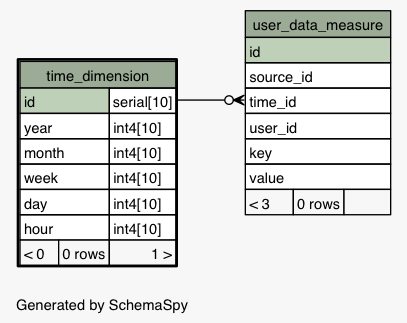 user_data_measure
id
source_id
time_id
user_id
key
value
< 3 0 rows
time_dimension
id serial[10]
year int4[10]
month int4[10]
week int4[10]
day int4[10]
hour int4[10]
< 0 0 rows 1 >
Generated by SchemaSpy